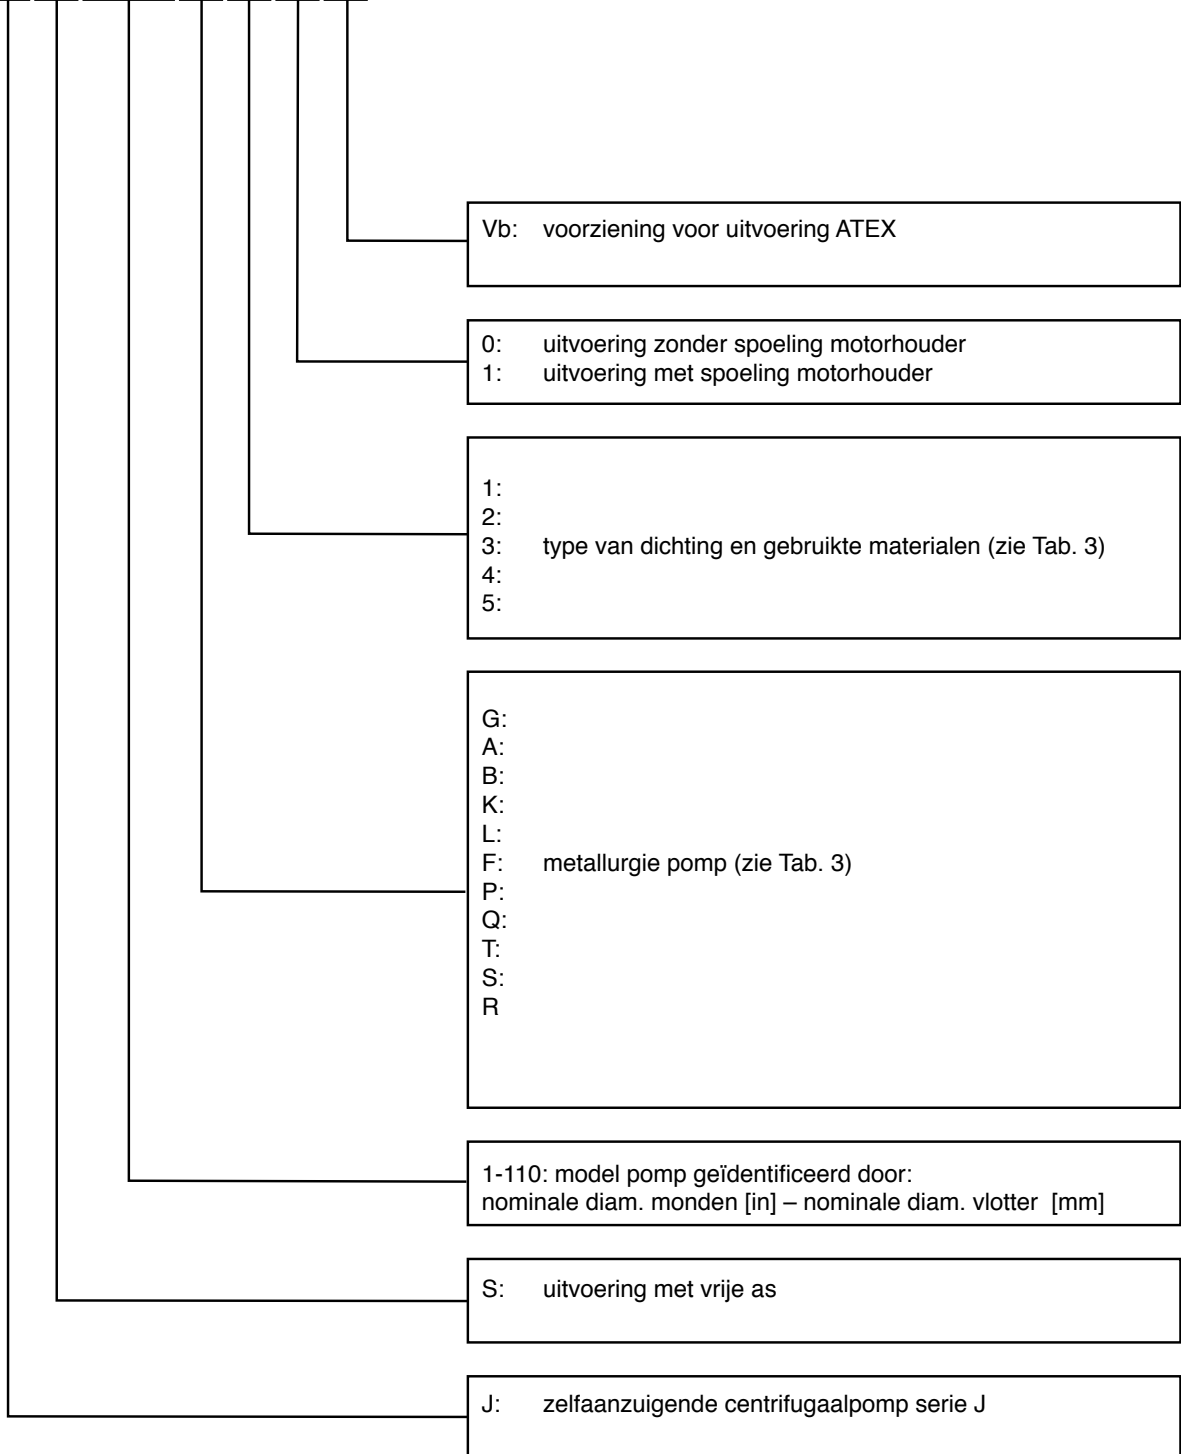 Vb: voorziening voor uitvoering ATEX
0: uitvoering zonder spoeling motorhouder
1: uitvoering met spoeling motorhouder
1:
2:
3: type van dichting en gebruikte materialen (zie Tab. 3)
4:
5:
G:
A:
B:
K:
L:
F: metallurgie pomp (zie Tab. 3)
P:
Q:
T:
S:
R
1-110: model pomp geïdentificeerd door:
nominale diam. monden [in] – nominale diam. vlotter [mm]
S: uitvoering met vrije as
J: zelfaanzuigende centrifugaalpomp serie J